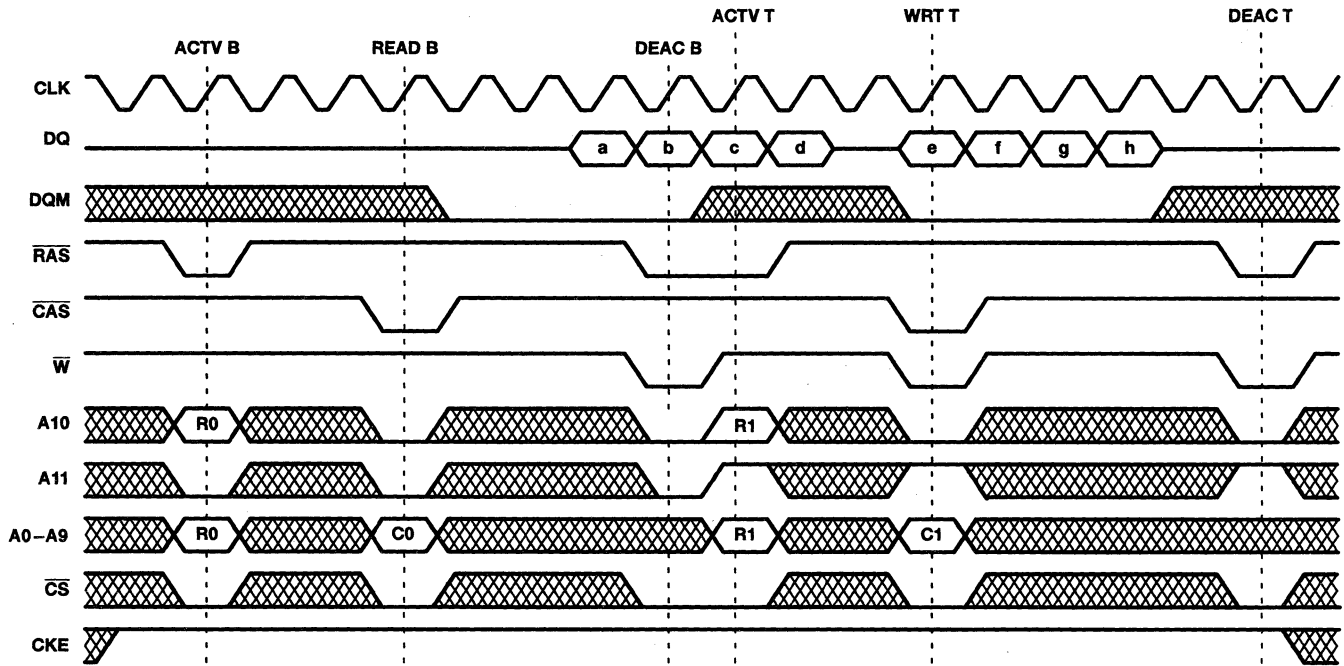 ACTV T WRT T DEAC T
ACTV B READ B DEAC B
CLK
DQ a b c d e f g h
DQM
RAS
CAS
W
A10 R0 R1
A11
A0–A9 R0 C0 R1 C1
CS
CKE